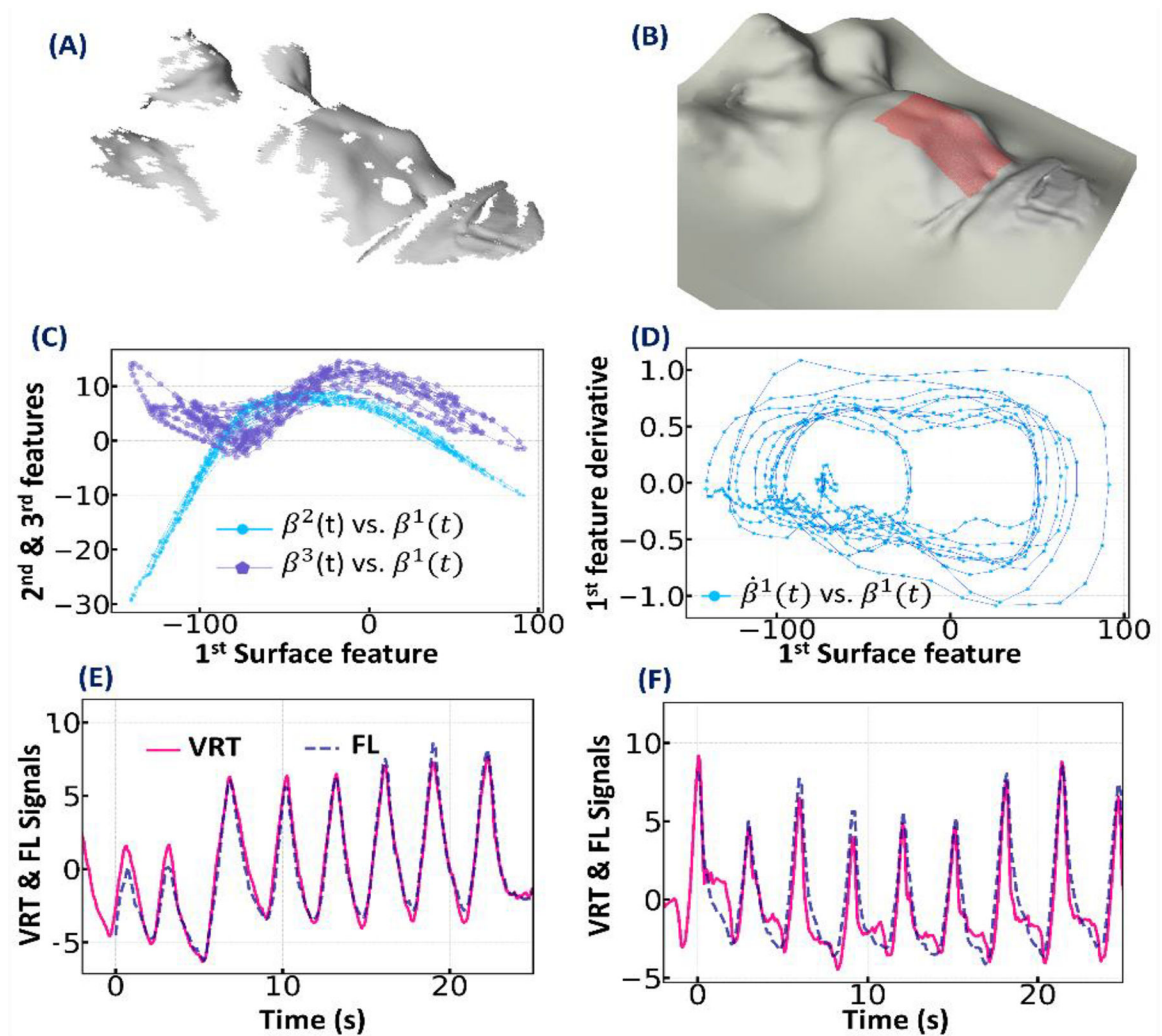 (A)
(B)
(C)
(D)
2nd & 3rd features
10
0
−10
−20
−30
β²(t) vs. β¹(t)
β³(t) vs. β¹(t)
−100
0
100
1st Surface feature
1st feature derivative
1.0
0.5
0.0
−0.5
−1.0
β̇¹(t) vs. β¹(t)
−100
0
100
1st Surface feature
(E)
(F)
VRT & FL Signals
10
5
0
-5
VRT
FL
0
10
20
Time (s)
VRT & FL Signals
10
5
0
−5
0
10
20
Time (s)